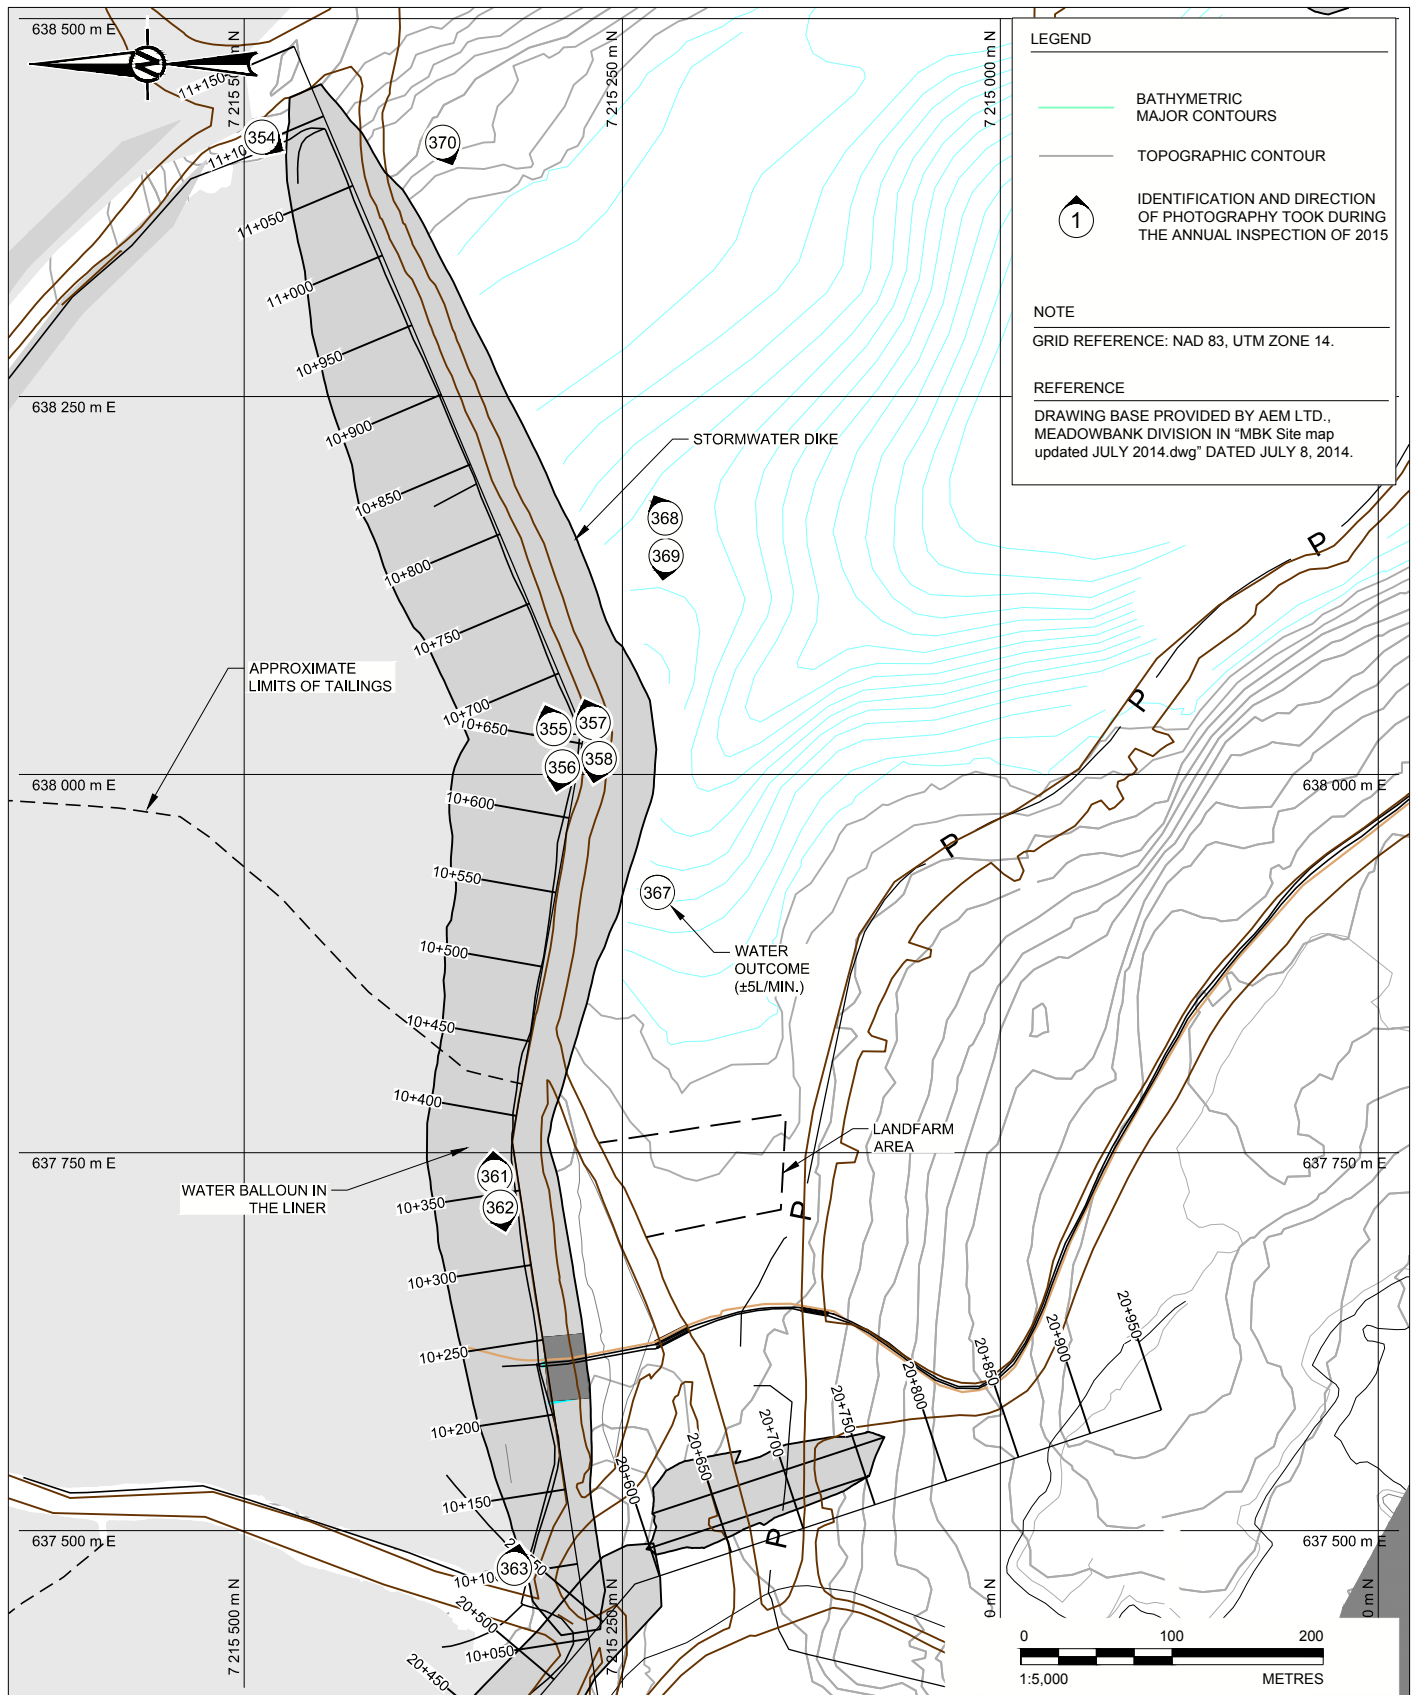 638 500 m E
N
7 215 5
m N
7 215 250 m N
7 215 000 m N
LEGEND
BATHYMETRIC
MAJOR CONTOURS
TOPOGRAPHIC CONTOUR
1
IDENTIFICATION AND DIRECTION
OF PHOTOGRAPHY TOOK DURING
THE ANNUAL INSPECTION OF 2015
NOTE
GRID REFERENCE: NAD 83, UTM ZONE 14.
REFERENCE
DRAWING BASE PROVIDED BY AEM LTD.,
MEADOWBANK DIVISION IN “MBK Site map
updated JULY 2014.dwg” DATED JULY 8, 2014.
11+150
354
370
11+10
11+050
11+000
10+950
638 250 m E
10+900
STORMWATER DIKE
10+850
368
369
P
10+800
10+750
APPROXIMATE
LIMITS OF TAILINGS
P
10+700
10+650
355
357
356
358
638 000 m E
638 000 m E
10+600
P
10+550
367
10+500
WATER
OUTCOME
(±5L/MIN.)
10+450
10+400
LANDFARM
AREA
637 750 m E
637 750 m E
361
WATER BALLOUN IN
THE LINER
10+350
362
P
10+300
20+950
20+900
20+850
10+250
20+800
20+750
20+700
10+200
20+650
20+600
10+150
637 500 m E
637 500 m E
P
363
10+10
20+500
10+050
20+450
7 215 500 m N
7 215 250 m N
0 m N
0 m N
0 100 200
1:5,000 METRES